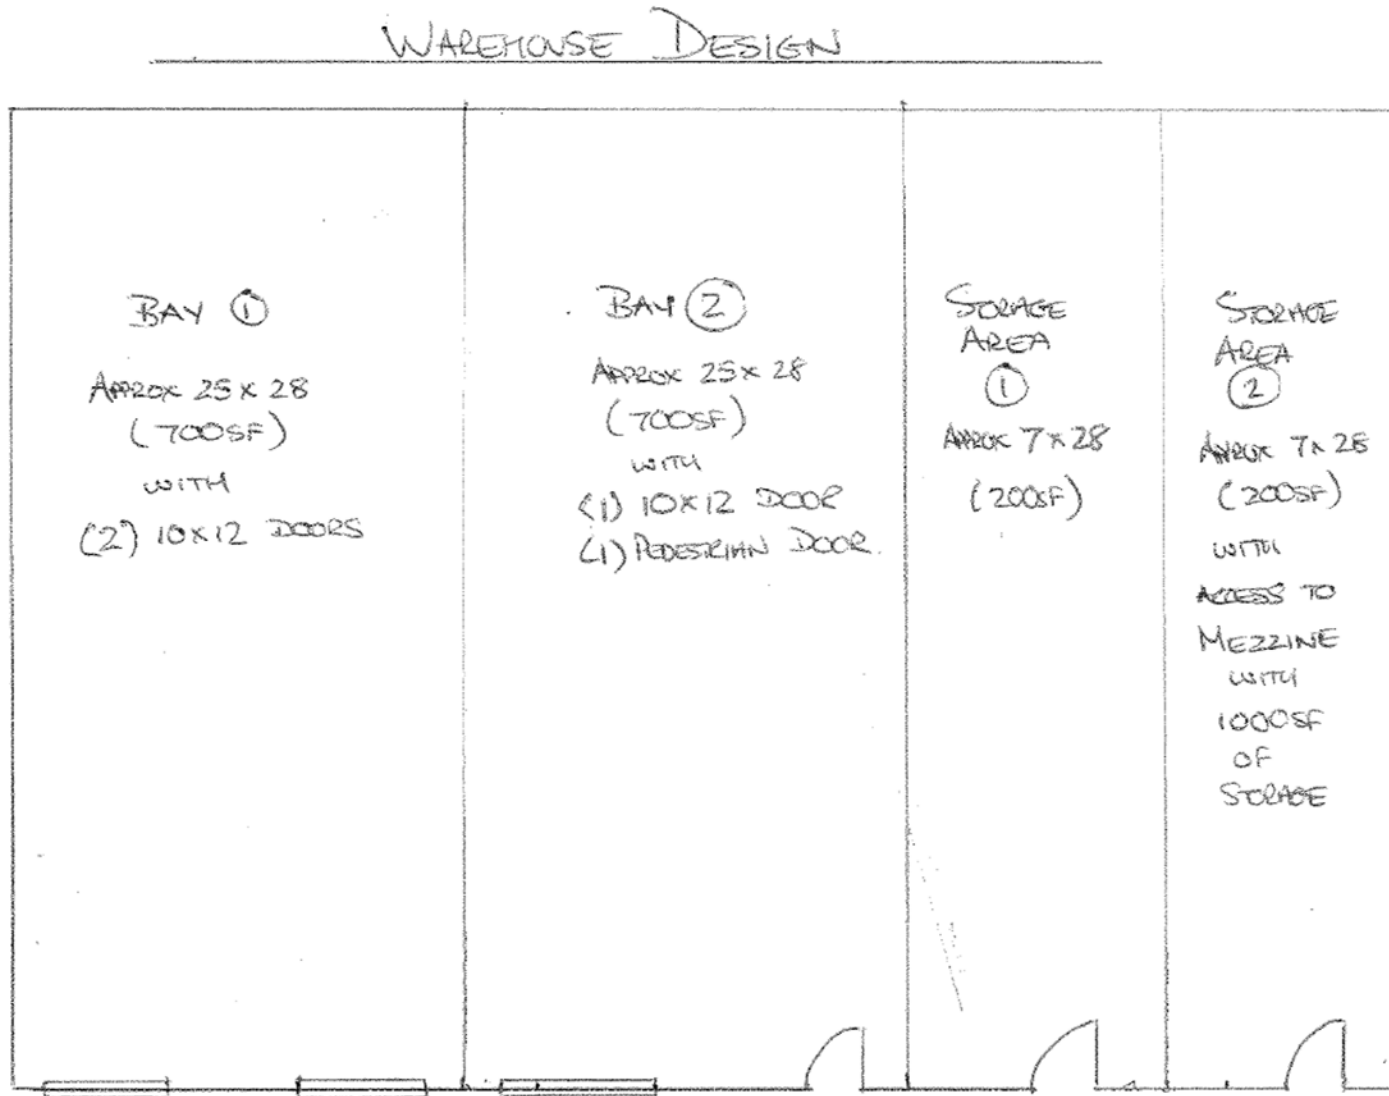 WAREHOUSE DESIGN
BAY 1
APPROX 25 x 28
(700SF)
WITH
(2) 10x12 DOORS
BAY 2
APPROX 25 x 28
(700SF)
WITH
(1) 10x12 DOOR
(1) PEDESTRIAN DOOR.
STORAGE
AREA
1
APPROX 7 x 28
(200SF)
STORAGE
AREA
2
APPROX 7 x 28
(200SF)
WITH
ACCESS TO
MEZZINE
WITH
1000SF
OF
STORAGE